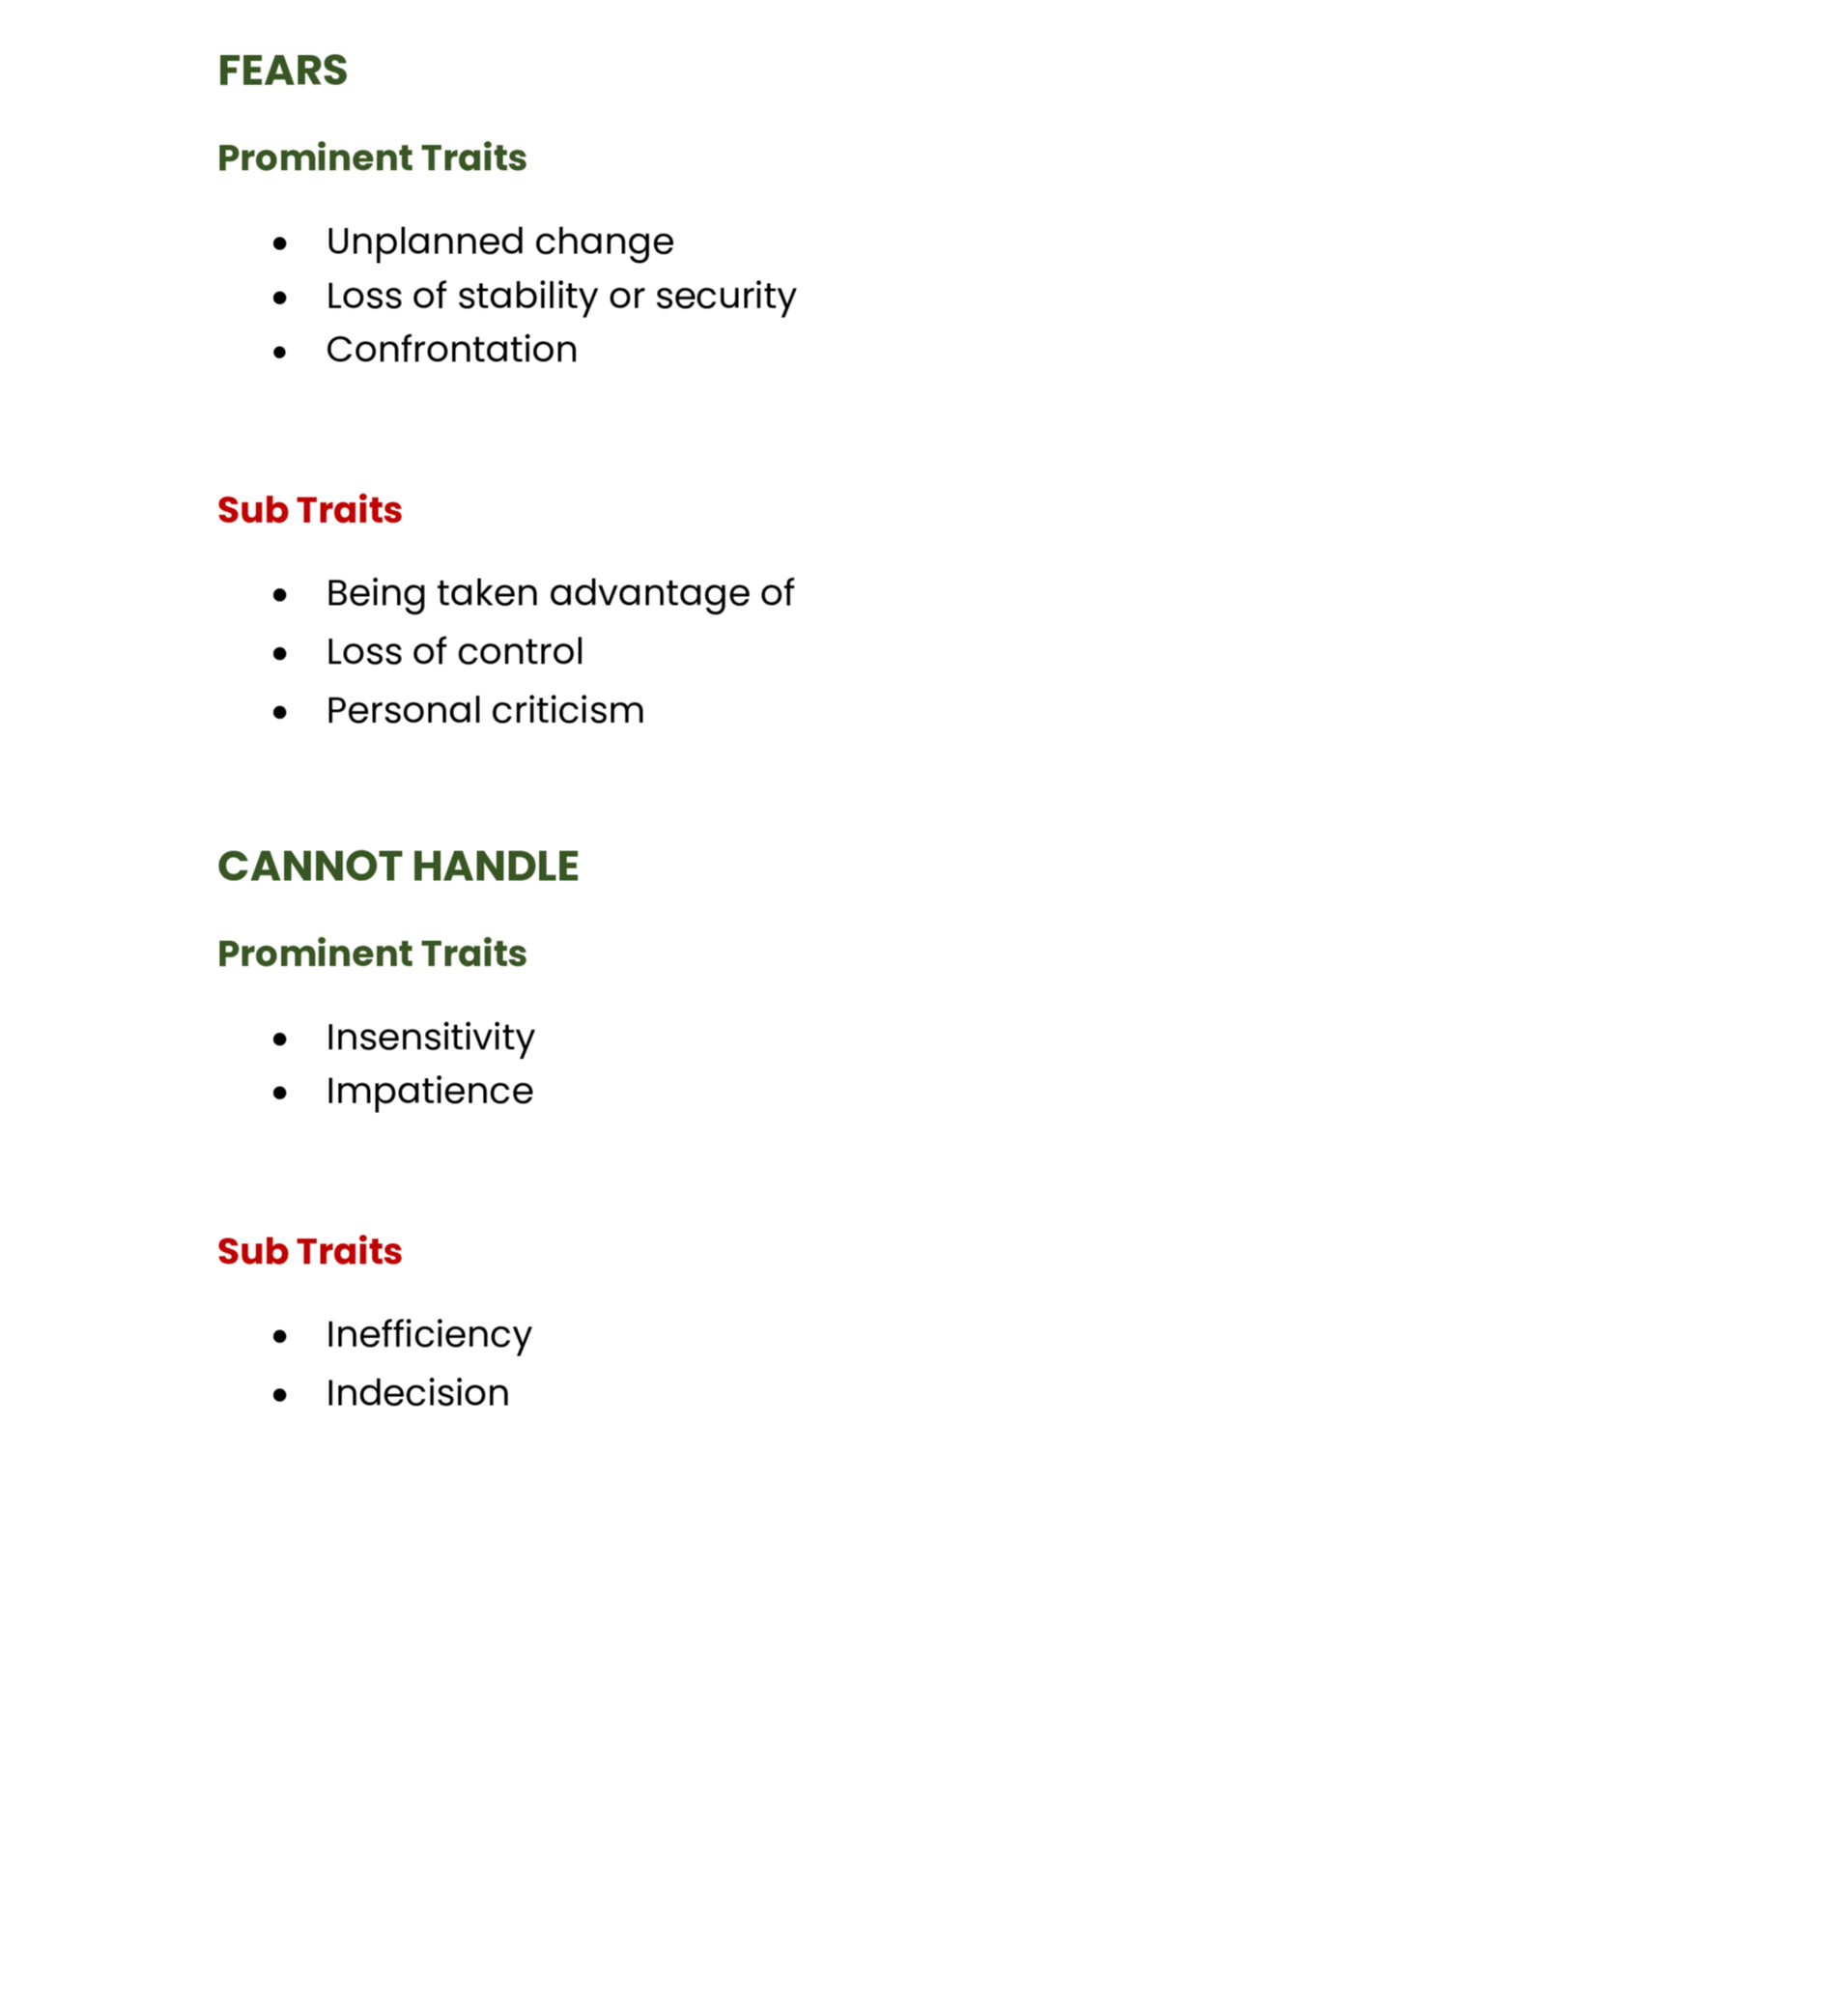 FEARS
Prominent Traits
● Unplanned change
● Loss of stability or security
● Confrontation
Sub Traits
● Being taken advantage of
● Loss of control
● Personal criticism
CANNOT HANDLE
Prominent Traits
● Insensitivity
● Impatience
Sub Traits
● Inefficiency
● Indecision